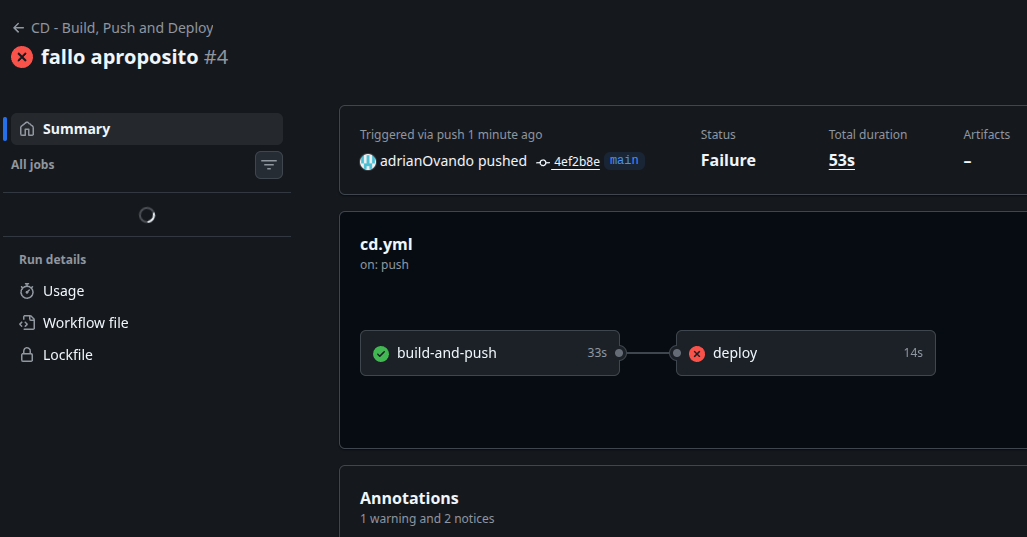 CD - Build, Push and Deploy
fallo aproposito #4
Summary
All jobs
Run details
Usage
Workflow file
Lockfile
Triggered via push 1 minute ago
adrianOvando pushed 4ef2b8e main
Status
Failure
Total duration
53s
Artifacts
–
cd.yml
on: push
build-and-push 33s
deploy 14s
Annotations
1 warning and 2 notices